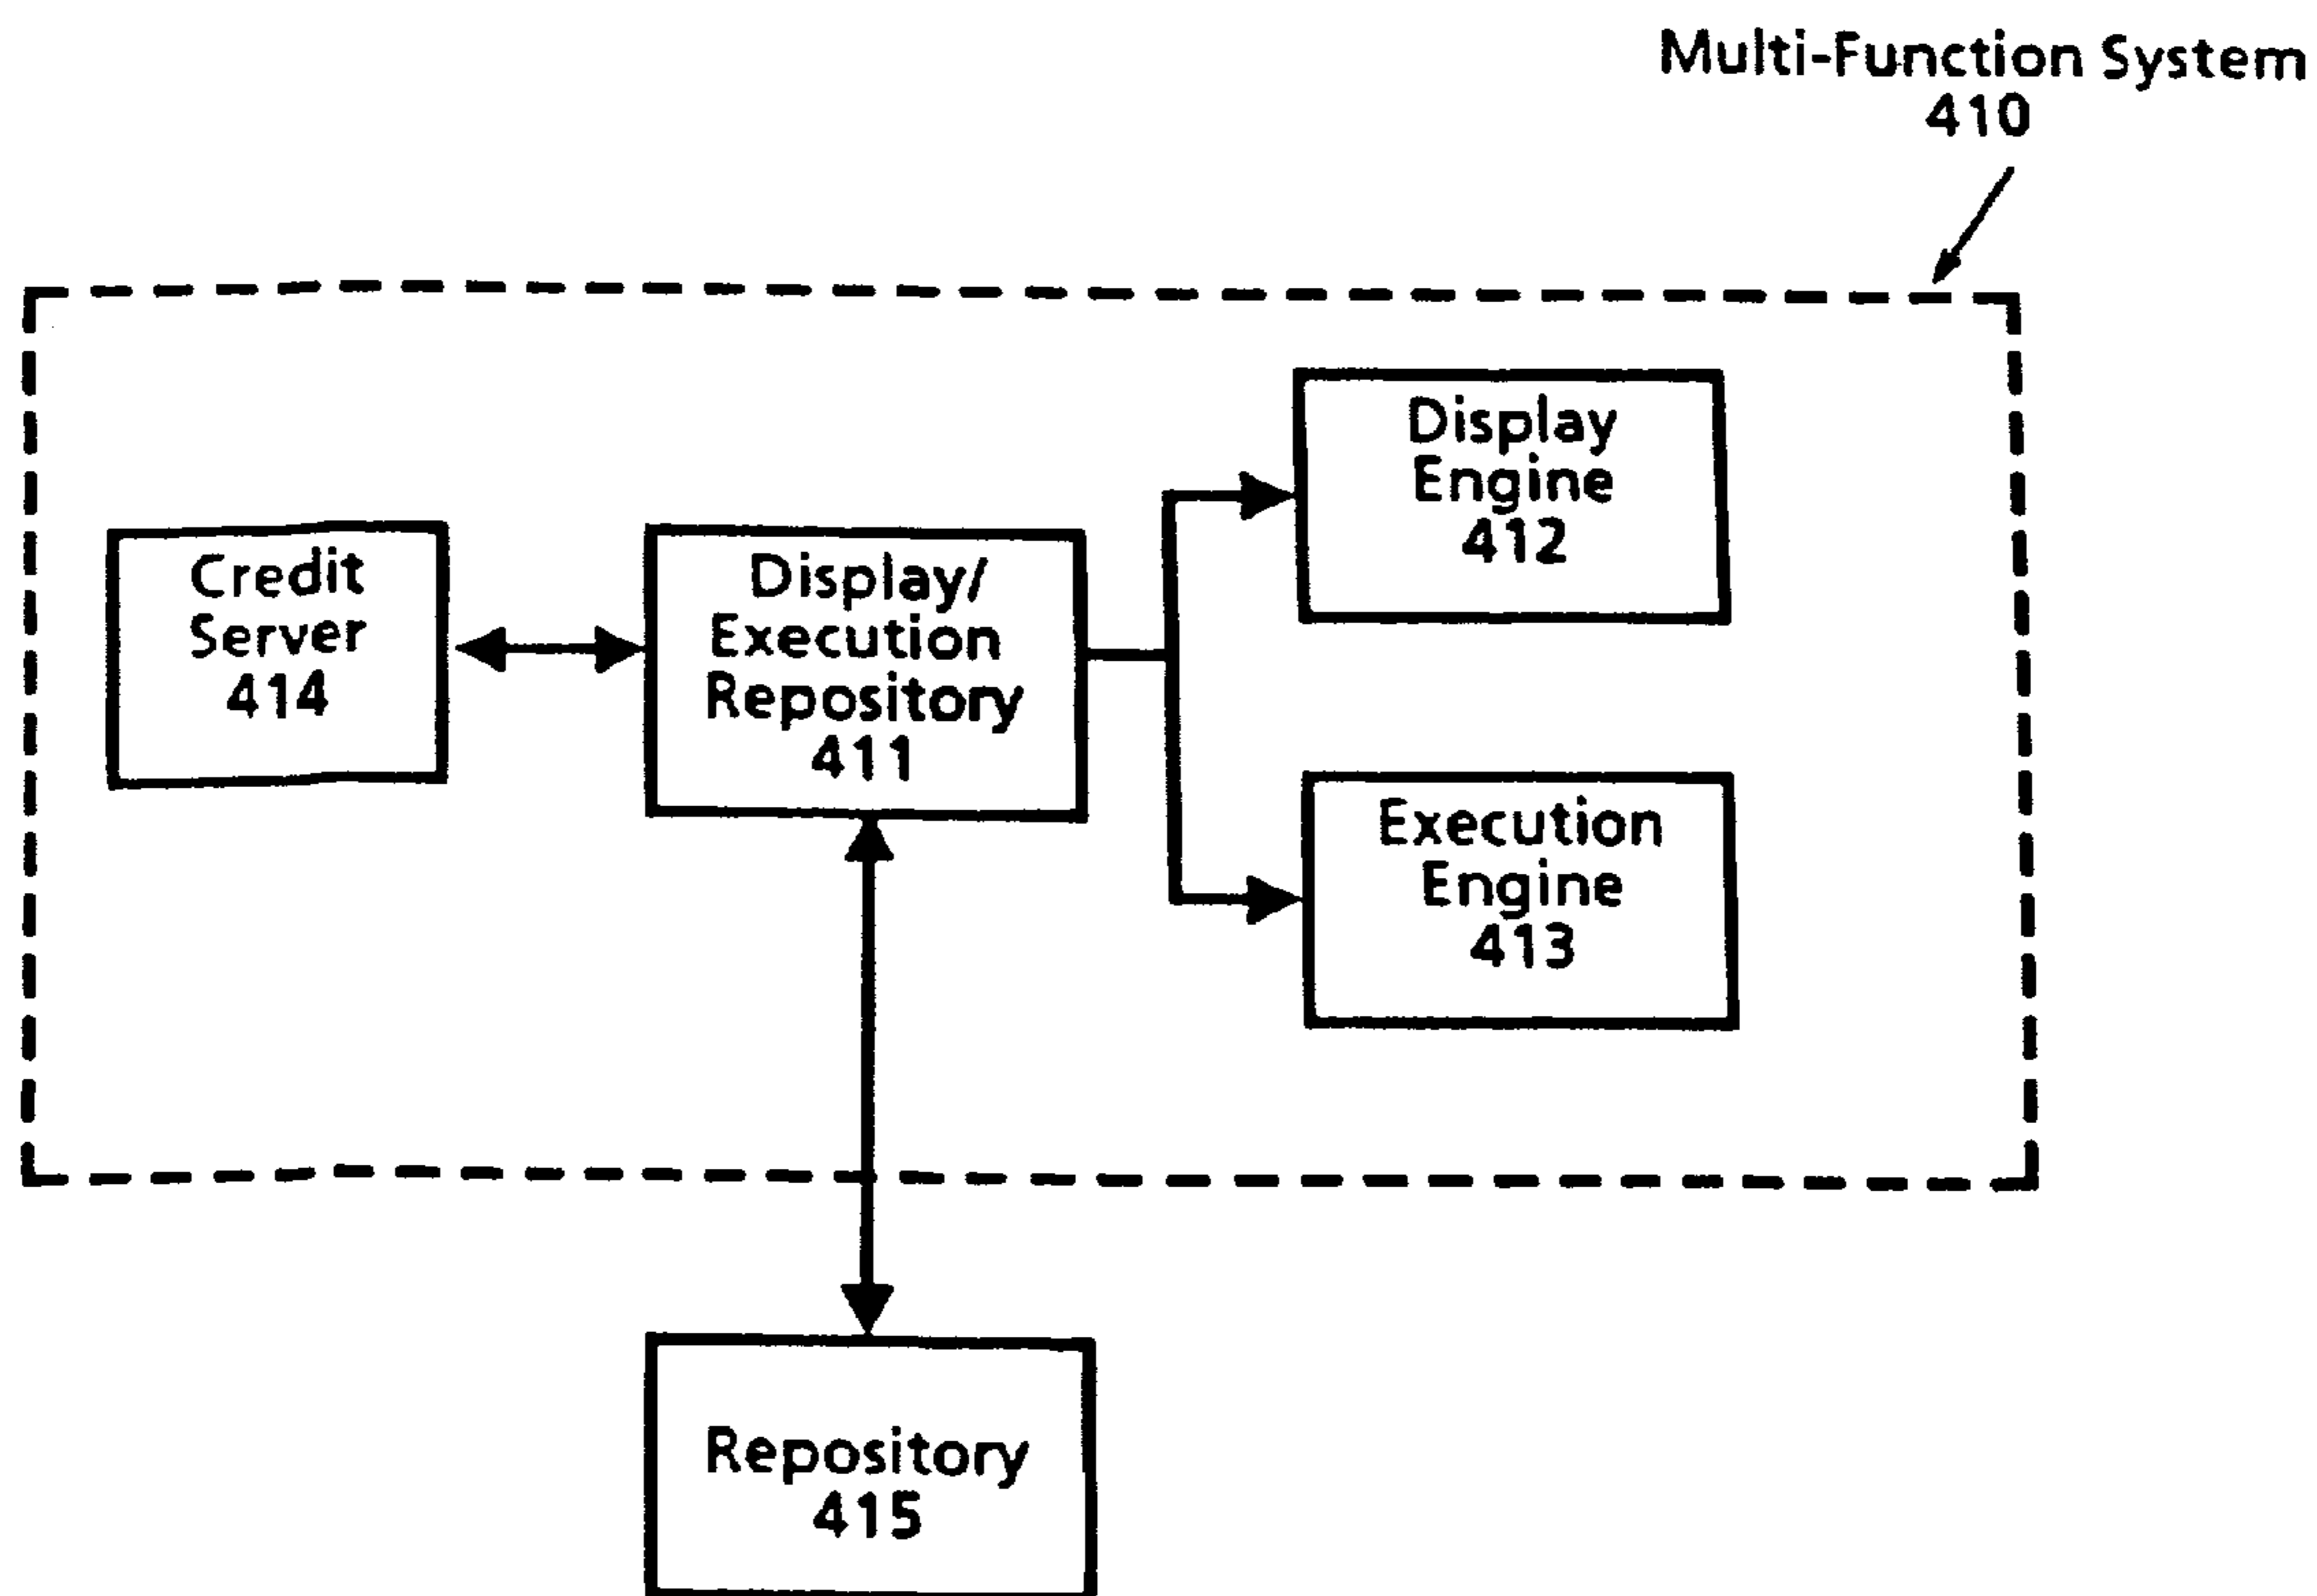 Multi-Function System
410
Display
Engine
412
Credit
Server
414
Display/
Execution
Repository
411
Execution
Engine
413
Repository
415